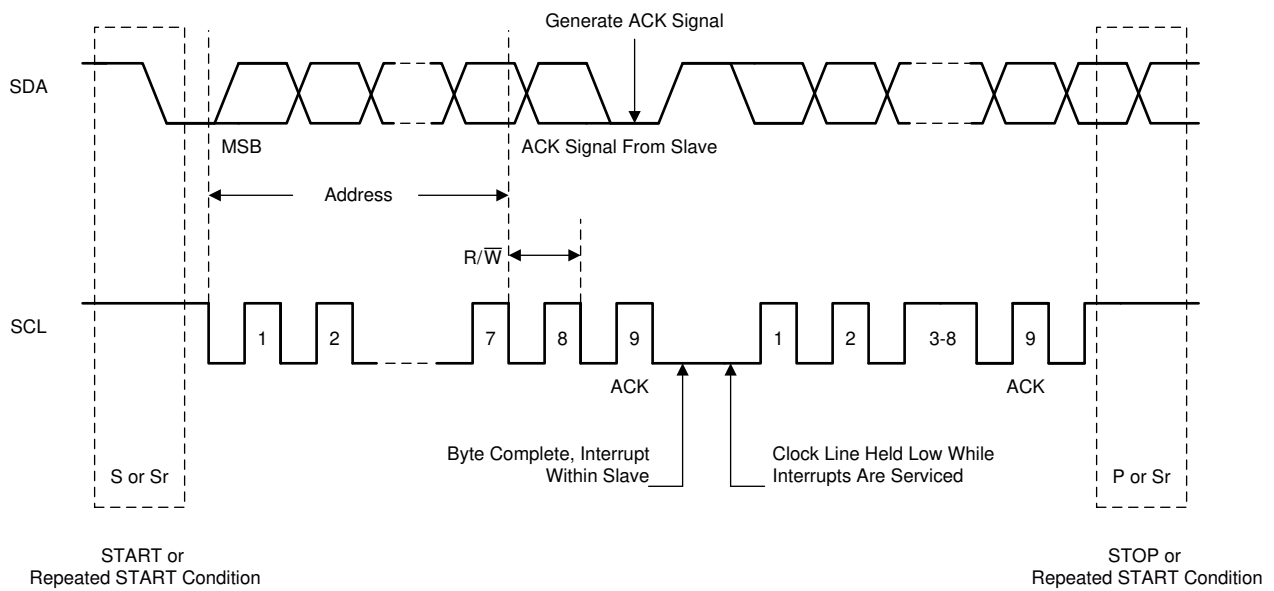 Generate ACK Signal
SDA
MSB
ACK Signal From Slave
Address
R/W̅
SCL
1
2
7
8
9
1
2
3-8
9
ACK
ACK
Byte Complete, Interrupt
Within Slave
Clock Line Held Low While
Interrupts Are Serviced
S or Sr
P or Sr
START or
Repeated START Condition
STOP or
Repeated START Condition